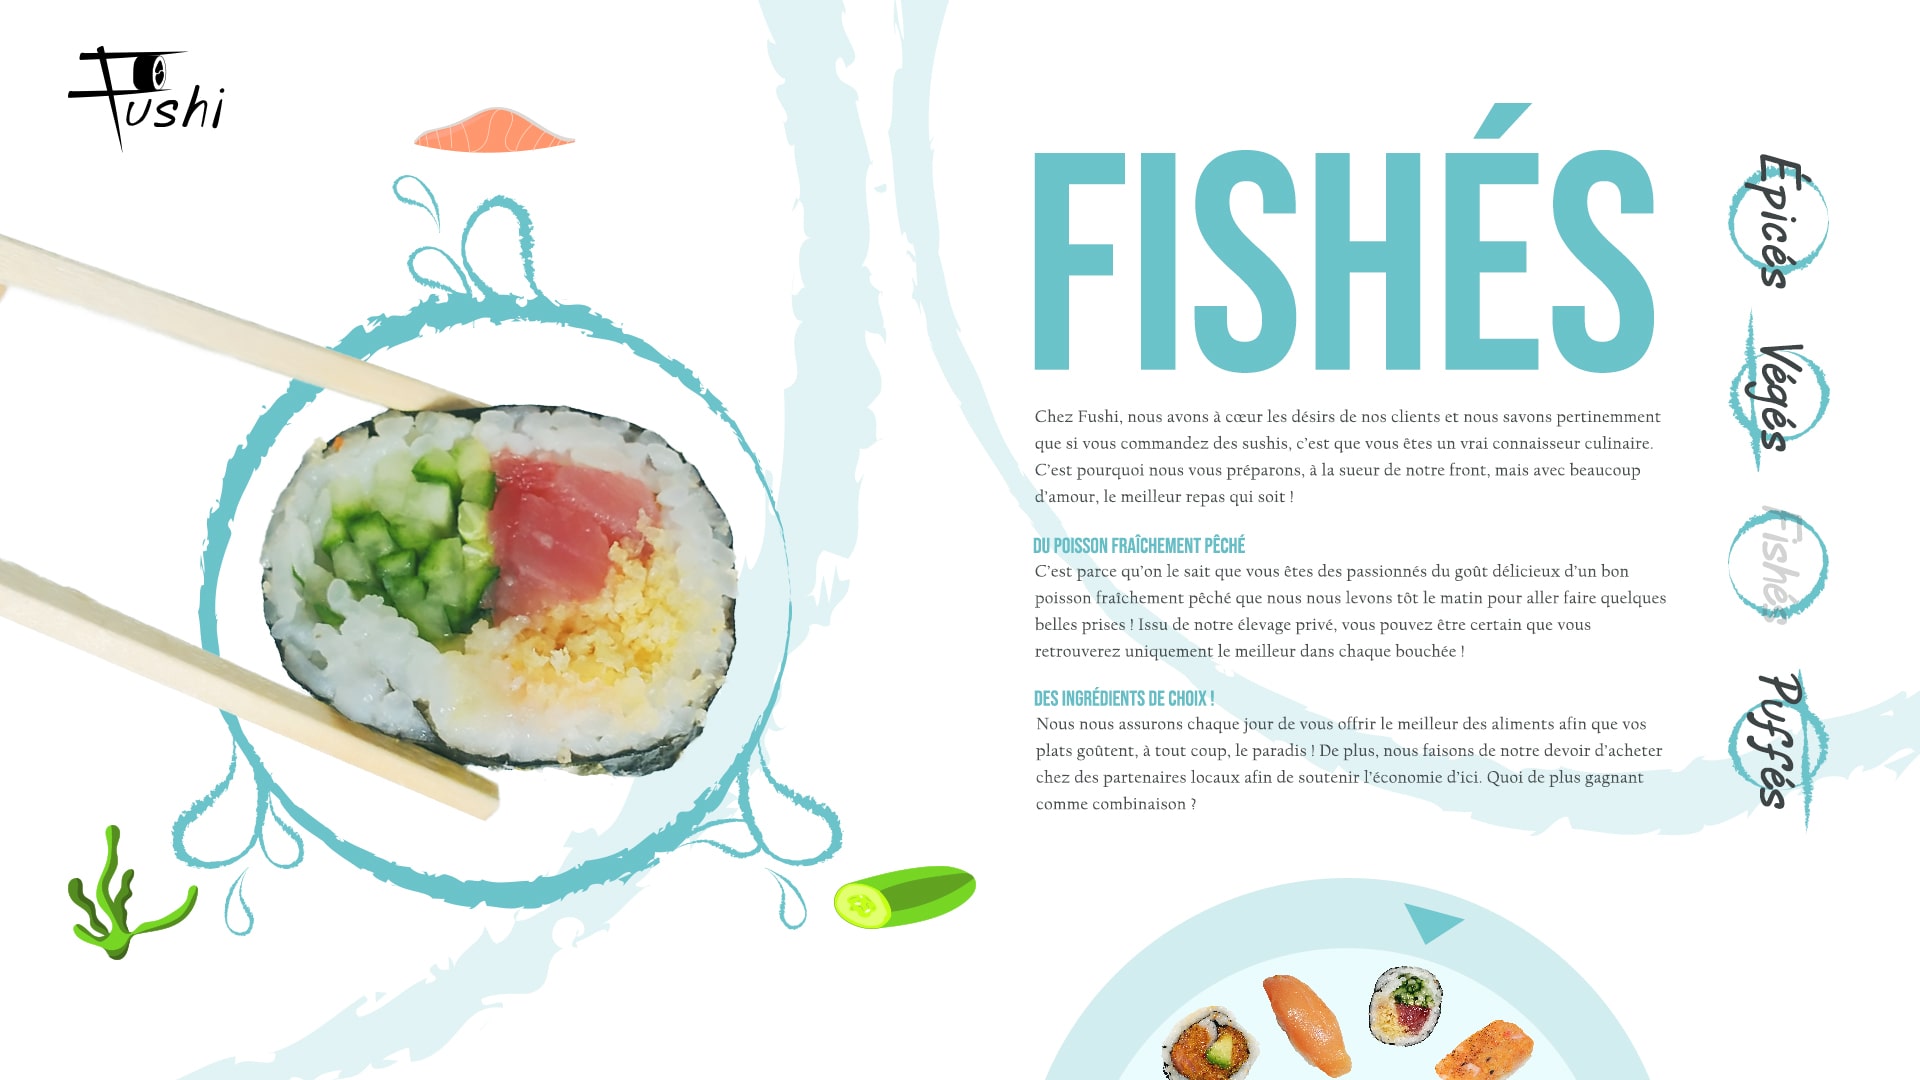 Fushi
FISHÉS
Chez Fushi, nous avons à cœur les désirs de nos clients et nous savons pertinemment
que si vous commandez des sushis, c’est que vous êtes un vrai connaisseur culinaire.
C’est pourquoi nous vous préparons, à la sueur de notre front, mais avec beaucoup
d’amour, le meilleur repas qui soit !
DU POISSON FRAÎCHEMENT PÊCHÉ
C’est parce qu’on le sait que vous êtes des passionnés du goût délicieux d’un bon
poisson fraîchement pêché que nous nous levons tôt le matin pour aller faire quelques
belles prises ! Issu de notre élevage privé, vous pouvez être certain que vous
retrouverez uniquement le meilleur dans chaque bouchée !
DES INGRÉDIENTS DE CHOIX !
Nous nous assurons chaque jour de vous offrir le meilleur des aliments afin que vos
plats goûtent, à tout coup, le paradis ! De plus, nous faisons de notre devoir d’acheter
chez des partenaires locaux afin de soutenir l’économie d’ici. Quoi de plus gagnant
comme combinaison ?
Épicés
Végés
Fishés
Puffés